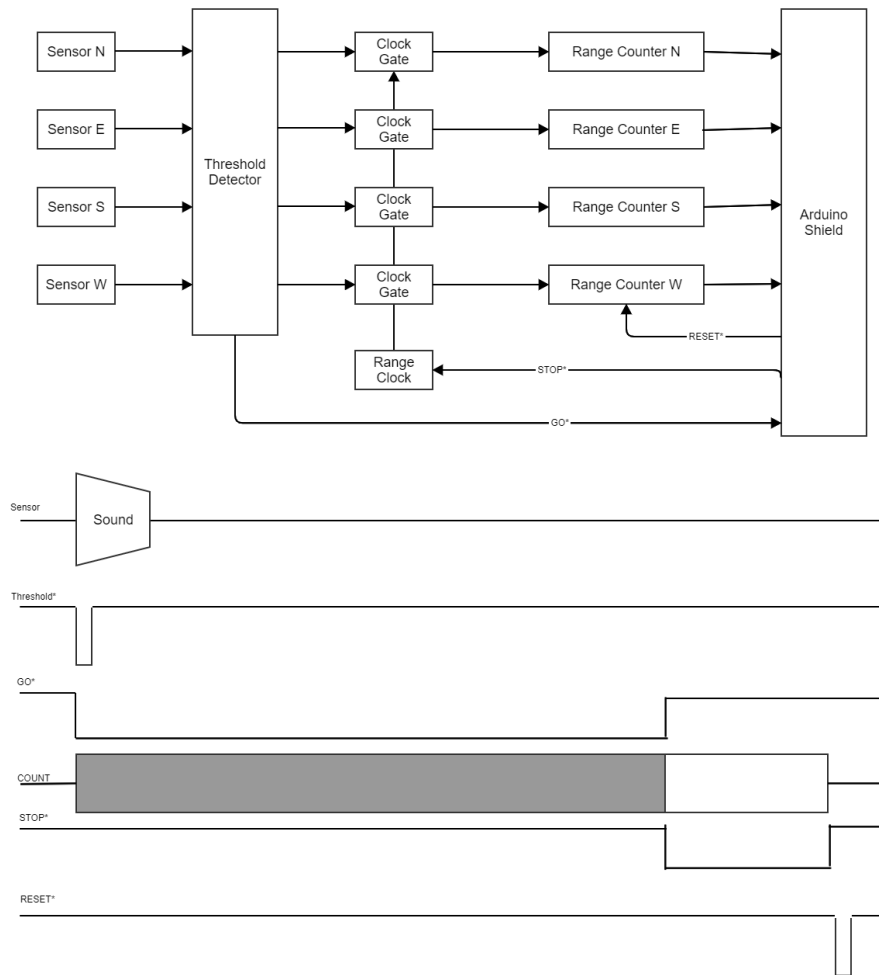 Sensor N
Clock
Gate
Range Counter N
Sensor E
Clock
Gate
Range Counter E
Threshold
Detector
Sensor S
Clock
Gate
Range Counter S
Arduino
Shield
Sensor W
Clock
Gate
Range Counter W
RESET*
Range
Clock
STOP*
GO*
Sensor
Sound
Threshold*
GO*
COUNT
STOP*
RESET*